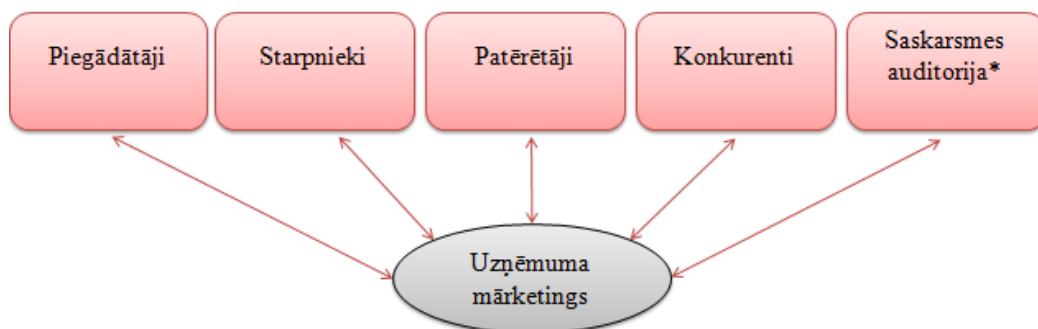 Piegādātāji
Starpnieki
Patērētāji
Konkurenti
Saskarsmes
auditorija*
Uzņēmuma
mārketings